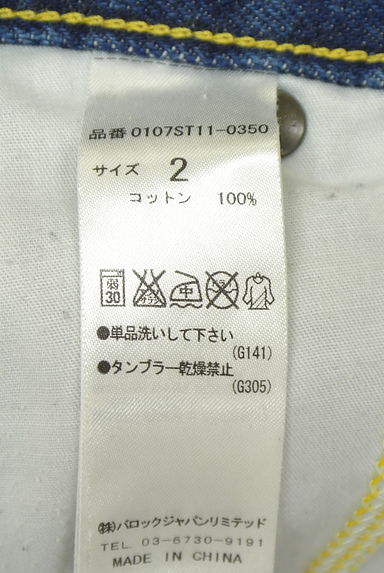 品番 0107ST11-0350
サイズ 2
コットン 100%
弱 30 中
●単品洗いして下さい
(G141)
●タンブラー乾燥禁止
(G305)
㈱バロックジャパンリミテッド
TEL 03-6730-9191
MADE IN CHINA